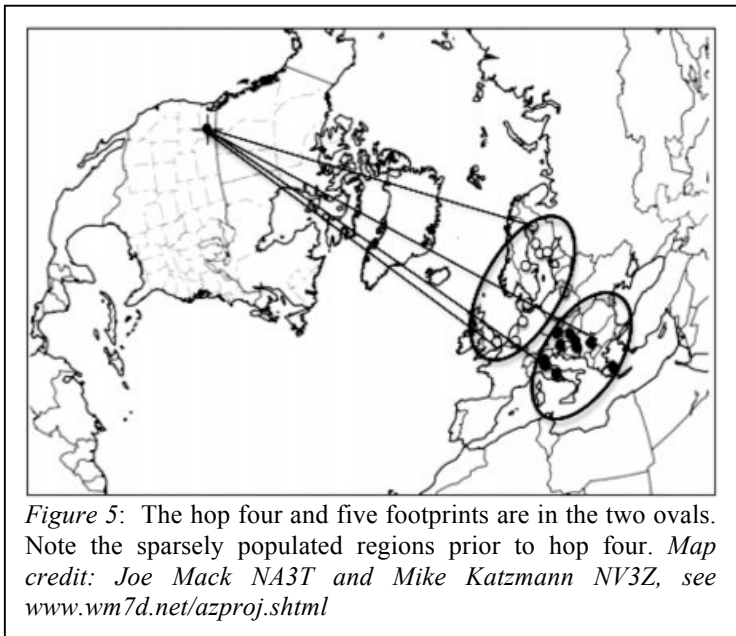 Figure 5: The hop four and five footprints are in the two ovals.
Note the sparsely populated regions prior to hop four. Map
credit: Joe Mack NA3T and Mike Katzmann NV3Z, see
www.wm7d.net/azproj.shtml